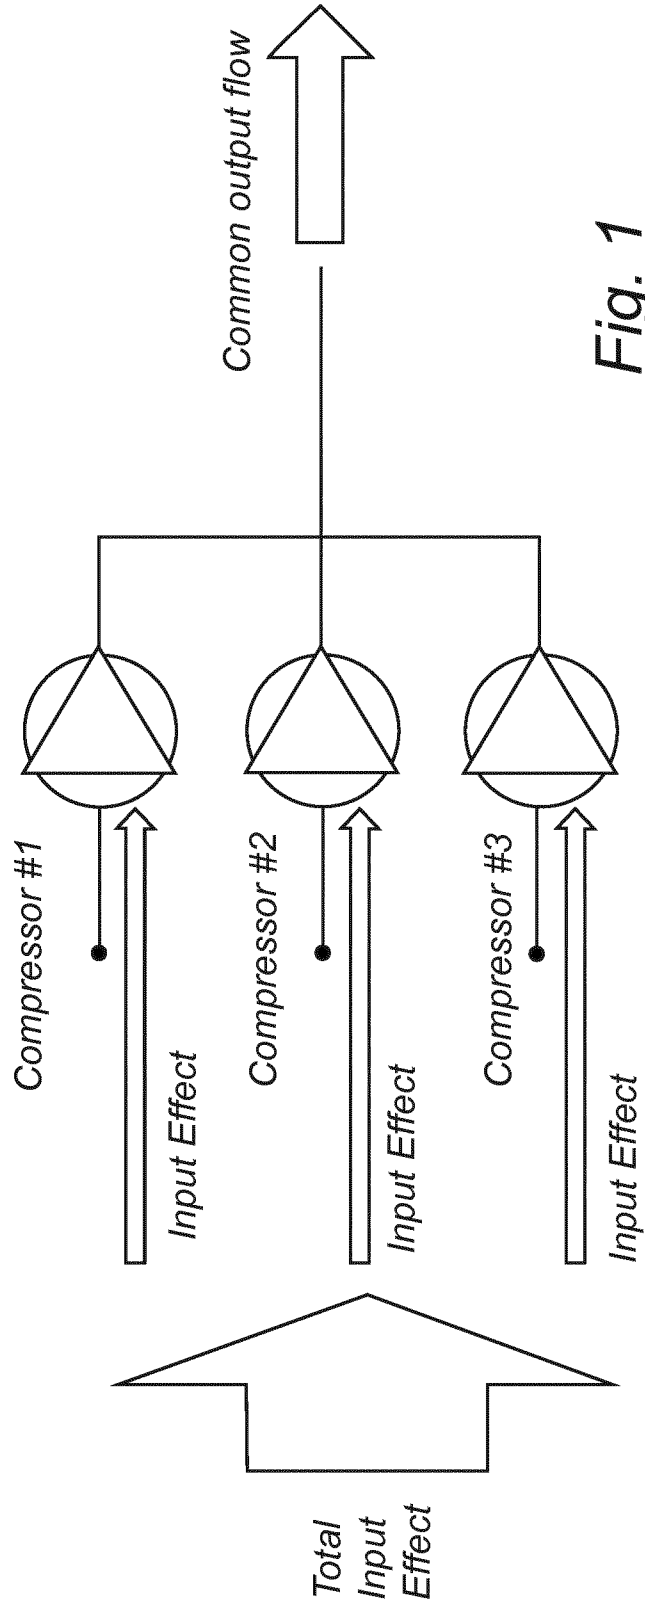 Compressor #1
Input Effect
Compressor #2
Input Effect
Compressor #3
Input Effect
Total
Input
Effect
Common output flow
Fig. 1